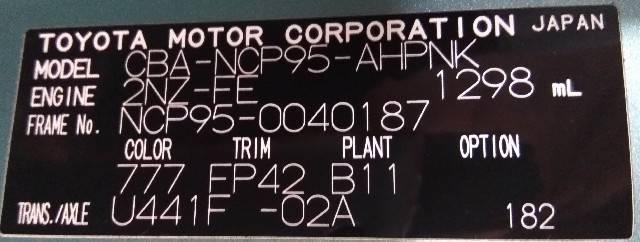 TOYOTA MOTOR CORPORATION JAPAN
MODEL CBA-NCP95-AHPNK
ENGINE 2NZ-FE 1298 mL
FRAME No. NCP95-0040187
COLOR TRIM PLANT OPTION
777 FP42 B11
TRANS./AXLE U441F -02A 182